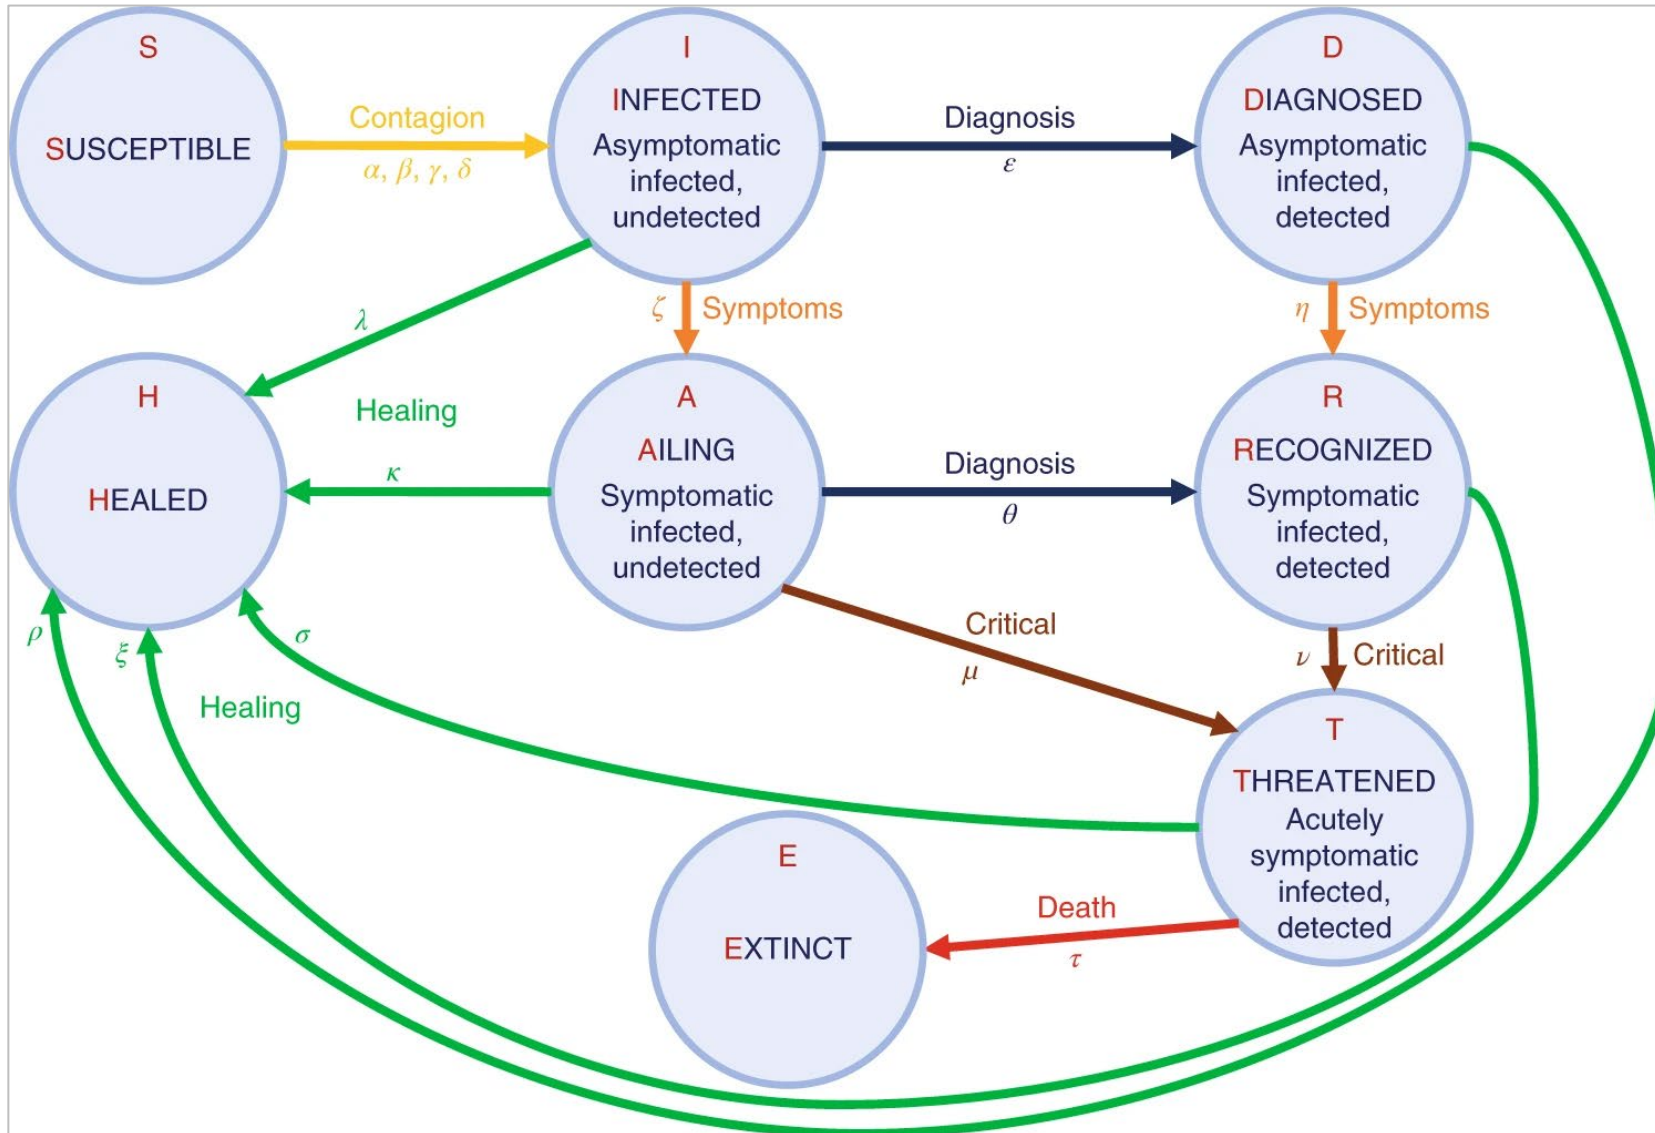 S
SUSCEPTIBLE
Contagion
α, β, γ, δ
I
INFECTED
Asymptomatic
infected,
undetected
Diagnosis
ε
D
DIAGNOSED
Asymptomatic
infected,
detected
λ
ζ
Symptoms
η
Symptoms
H
HEALED
Healing
κ
A
AILING
Symptomatic
infected,
undetected
Diagnosis
θ
R
RECOGNIZED
Symptomatic
infected,
detected
ρ
ξ
σ
Healing
Critical
μ
ν
Critical
T
THREATENED
Acutely
symptomatic
infected,
detected
E
EXTINCT
Death
τ